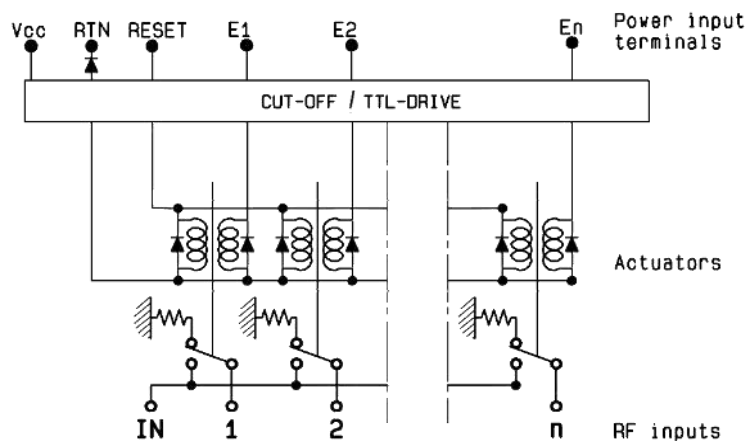 Vcc RTN RESET E1 E2 En Power input
terminals
CUT-OFF / TTL-DRIVE
Actuators
IN 1 2 n RF inputs